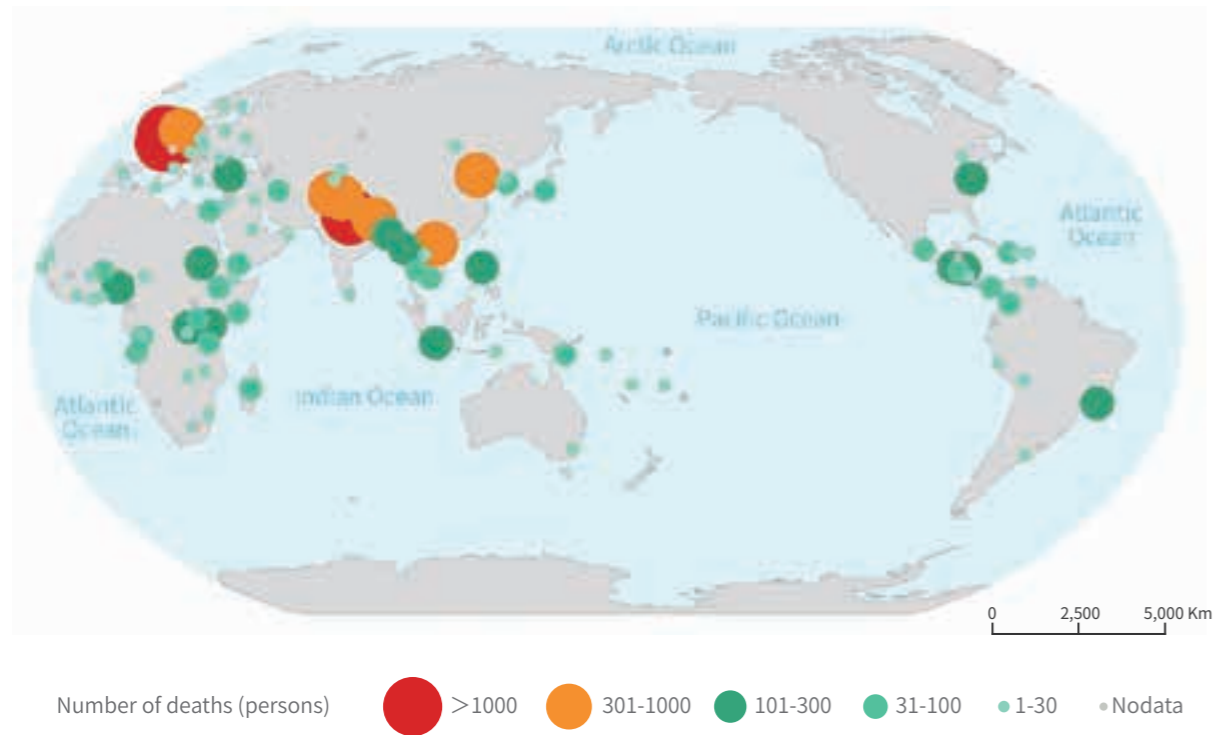 Arctic Ocean
Atlantic
Ocean
Pacific Ocean
Indian Ocean
Atlantic
Ocean
0 2,500 5,000 Km
Number of deaths (persons) >1000 301-1000 101-300 31-100 1-30 Nodata